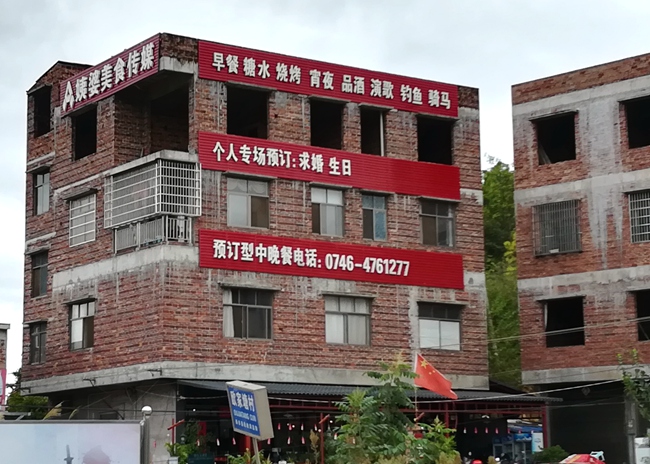 姨婆美食传媒
早餐 糖水 烧烤 宵夜 品酒 演歌 钓鱼 骑马
个人专场预订:求婚 生日
预订型中晚餐电话:0746-4761277